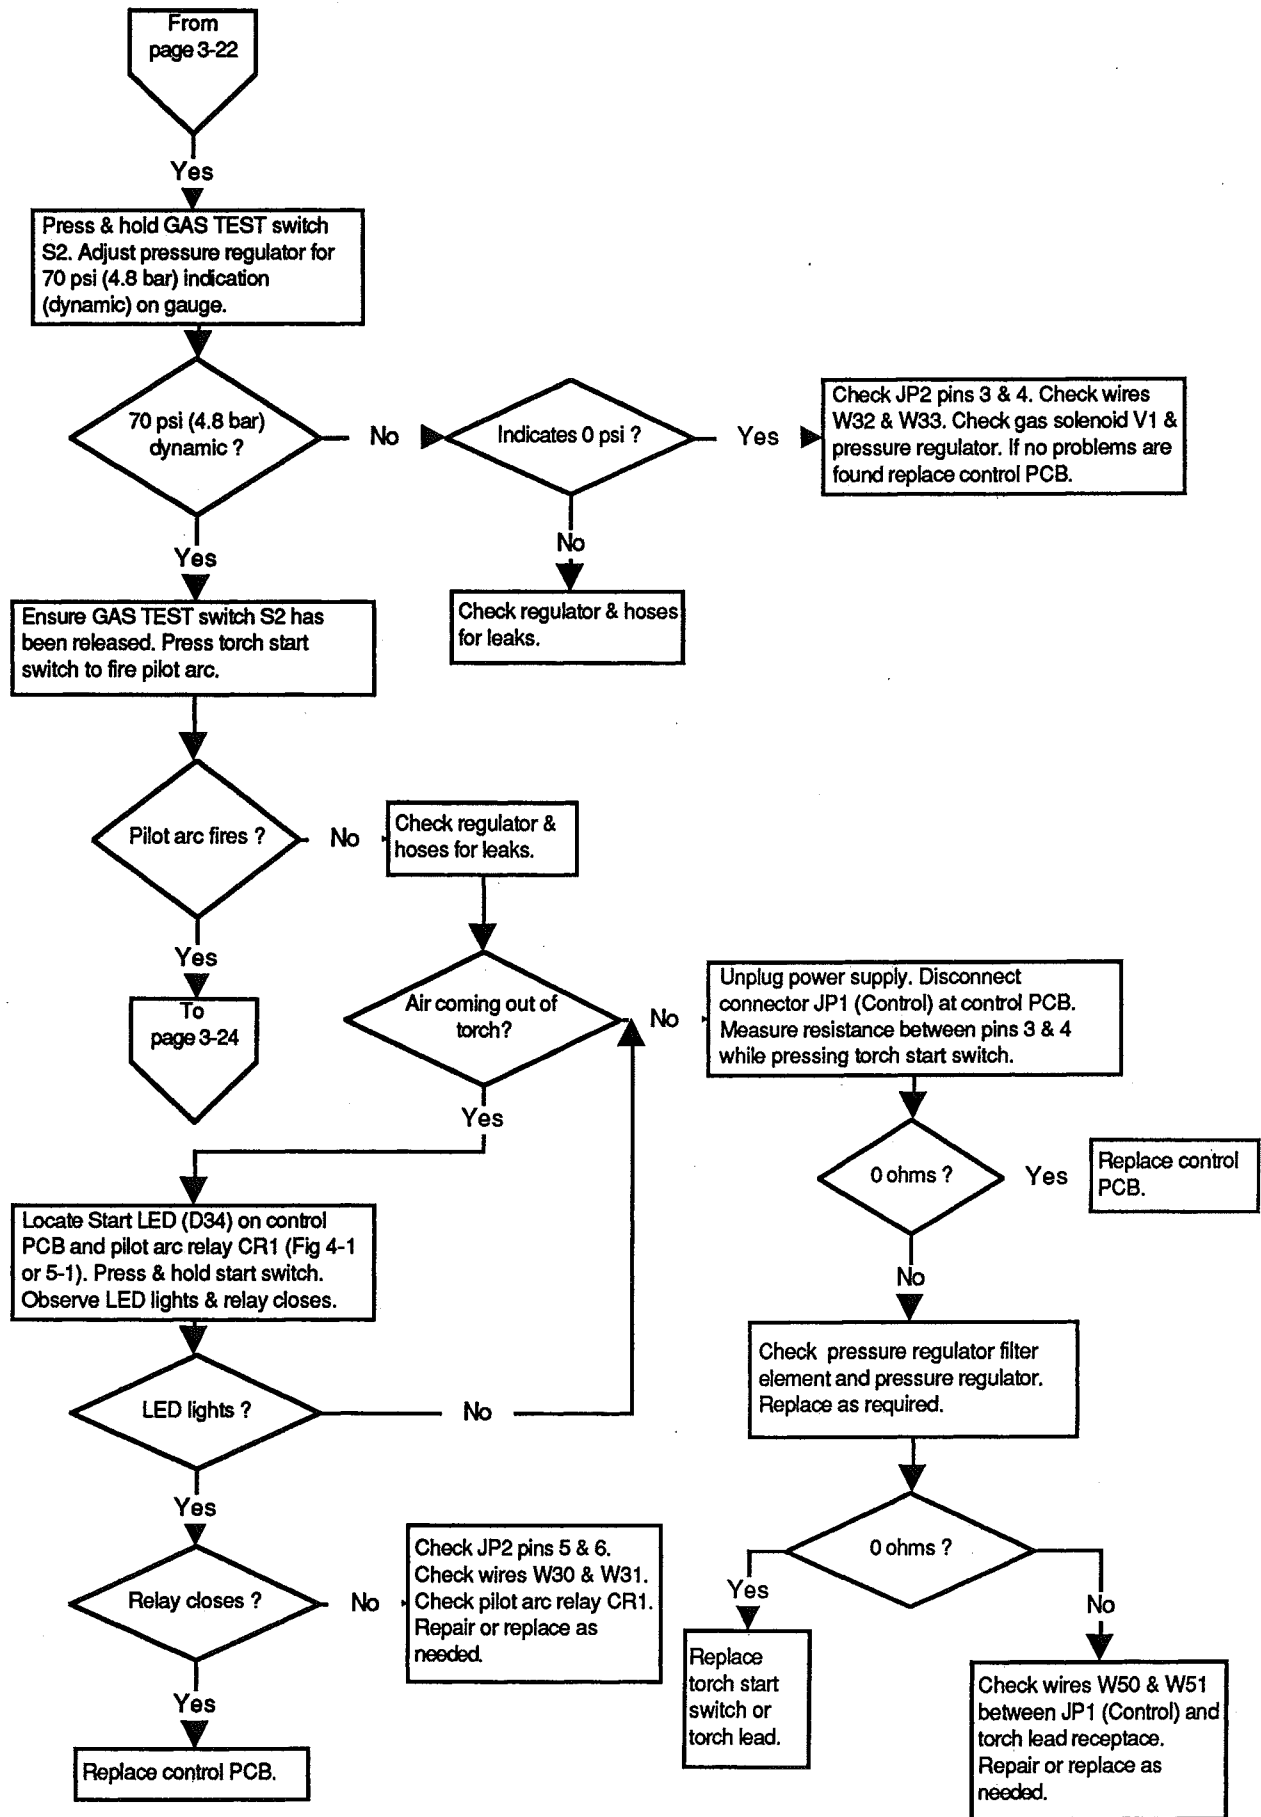 From
page 3-22
Yes
Press & hold GAS TEST switch
S2. Adjust pressure regulator for
70 psi (4.8 bar) indication
(dynamic) on gauge.
70 psi (4.8 bar)
dynamic ?
No
Indicates 0 psi ?
Yes
Check JP2 pins 3 & 4. Check wires
W32 & W33. Check gas solenoid V1 &
pressure regulator. If no problems are
found replace control PCB.
No
Check regulator & hoses
for leaks.
Yes
Ensure GAS TEST switch S2 has
been released. Press torch start
switch to fire pilot arc.
Pilot arc fires ?
No
Check regulator &
hoses for leaks.
Yes
To
page 3-24
Air coming out of
torch?
No
Unplug power supply. Disconnect
connector JP1 (Control) at control PCB.
Measure resistance between pins 3 & 4
while pressing torch start switch.
Yes
0 ohms ?
Yes
Replace control
PCB.
Locate Start LED (D34) on control
PCB and pilot arc relay CR1 (Fig 4-1
or 5-1). Press & hold start switch.
Observe LED lights & relay closes.
No
Check pressure regulator filter
element and pressure regulator.
Replace as required.
LED lights ?
No
Yes
Relay closes ?
No
Check JP2 pins 5 & 6.
Check wires W30 & W31.
Check pilot arc relay CR1.
Repair or replace as
needed.
0 ohms ?
Yes
No
Replace
torch start
switch or
torch lead.
Check wires W50 & W51
between JP1 (Control) and
torch lead receptace.
Repair or replace as
needed.
Yes
Replace control PCB.